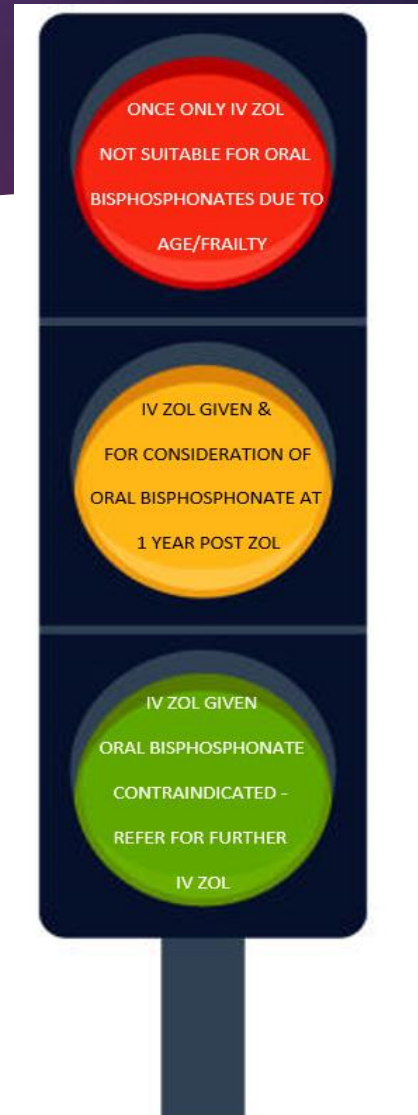 ONCE ONLY IV ZOL
NOT SUITABLE FOR ORAL
BISPHOSPHONATES DUE TO
AGE/FRAILTY
IV ZOL GIVEN &
FOR CONSIDERATION OF
ORAL BISPHOSPHONATE AT
1 YEAR POST ZOL
IV ZOL GIVEN
ORAL BISPHOSPHONATE
CONTRAINDICATED -
REFER FOR FURTHER
IV ZOL